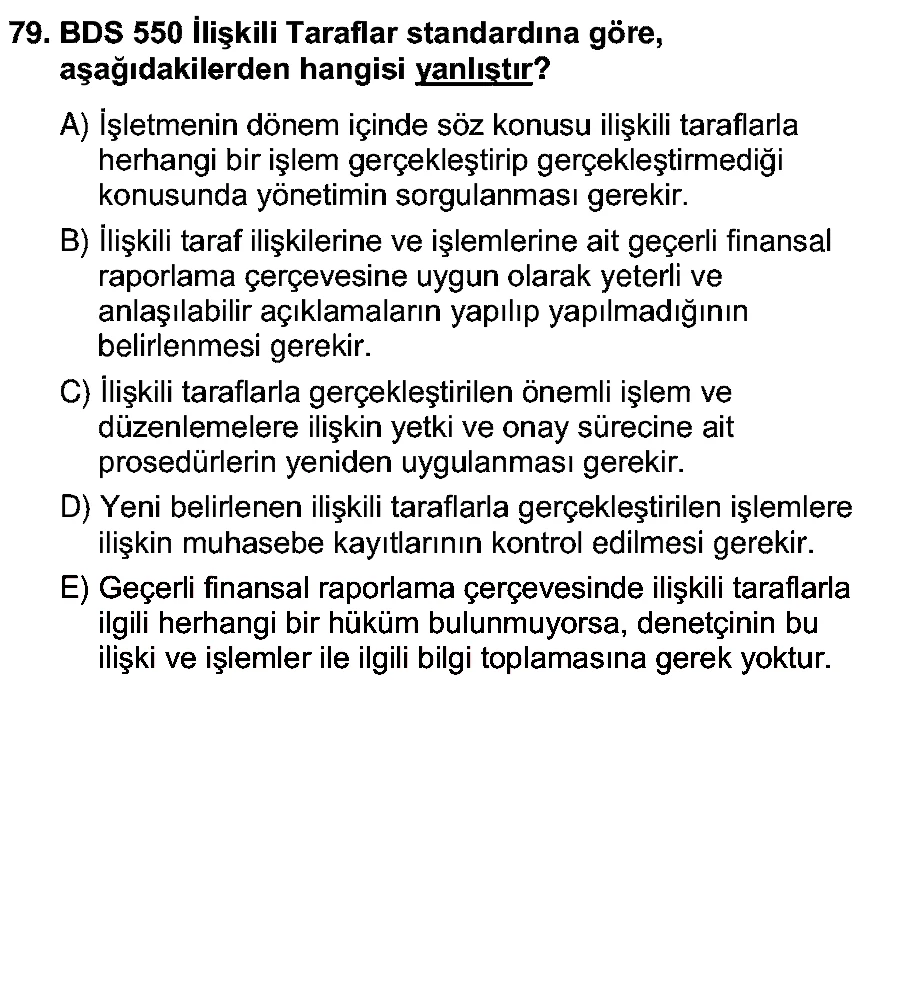 79. BDS 550 İlişkili Taraflar standardına göre,
aşağıdakilerden hangisi yanlıştır?
A) İşletmenin dönem içinde söz konusu ilişkili taraflarla
herhangi bir işlem gerçekleştirip gerçekleştirmediği
konusunda yönetimin sorgulanması gerekir.
B) İlişkili taraf ilişkilerine ve işlemlerine ait geçerli finansal
raporlama çerçevesine uygun olarak yeterli ve
anlaşılabilir açıklamaların yapılıp yapılmadığının
belirlenmesi gerekir.
C) İlişkili taraflarla gerçekleştirilen önemli işlem ve
düzenlemelere ilişkin yetki ve onay sürecine ait
prosedürlerin yeniden uygulanması gerekir.
D) Yeni belirlenen ilişkili taraflarla gerçekleştirilen işlemlere
ilişkin muhasebe kayıtlarının kontrol edilmesi gerekir.
E) Geçerli finansal raporlama çerçevesinde ilişkili taraflarla
ilgili herhangi bir hüküm bulunmuyorsa, denetçinin bu
ilişki ve işlemler ile ilgili bilgi toplamasına gerek yoktur.